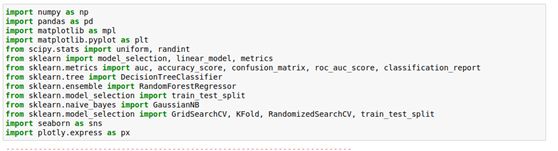 import numpy as np
import pandas as pd
import matplotlib as mpl
import matplotlib.pyplot as plt
from scipy.stats import uniform, randint
from sklearn import model_selection, linear_model, metrics
from sklearn.metrics import auc, accuracy_score, confusion_matrix, roc_auc_score, classification_report
from sklearn.tree import DecisionTreeClassifier
from sklearn.ensemble import RandomForestRegressor
from sklearn.model_selection import train_test_split
from sklearn.naive_bayes import GaussianNB
from sklearn.model_selection import GridSearchCV, KFold, RandomizedSearchCV, train_test_split
import seaborn as sns
import plotly.express as px